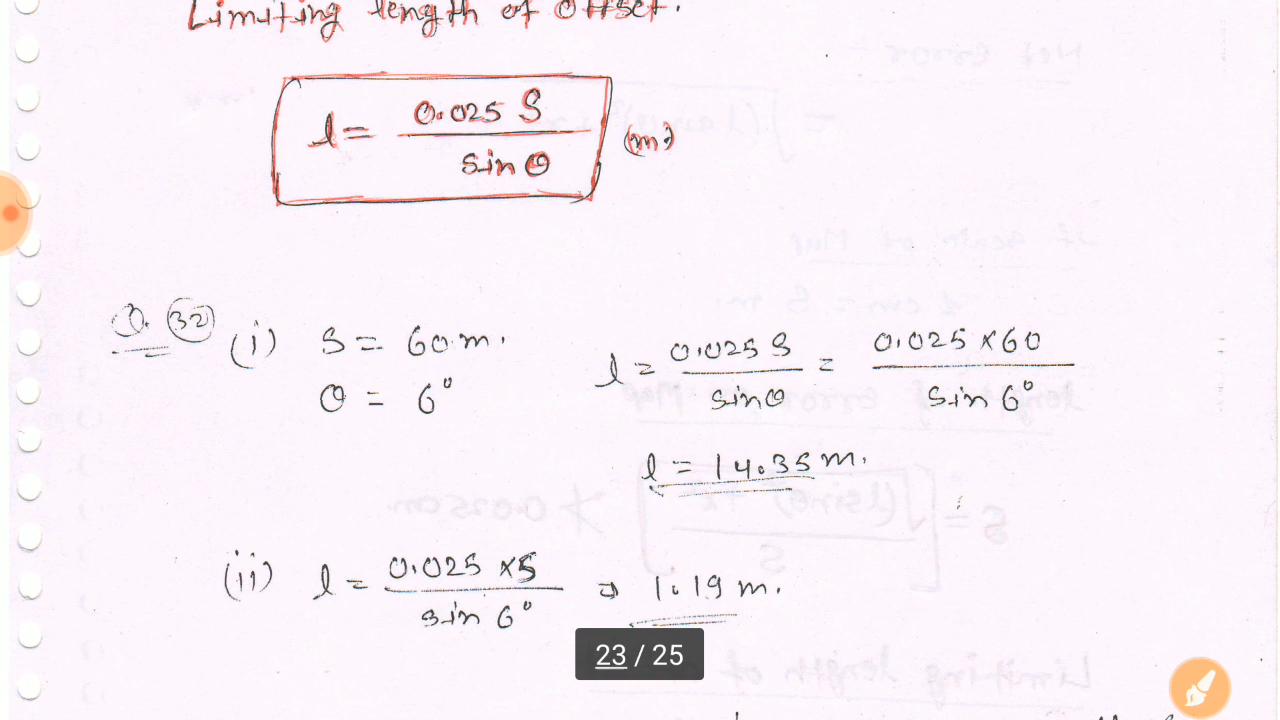 Limiting length of offset.
l = 0.025 S / sin θ (m.)
Q. 32 (i) S = 60 m. l = 0.025 S / sin θ = 0.025 × 60 / sin 6°
θ = 6°
l = 14.35 m.
(ii) l = 0.025 × 5 / sin 6° ⇒ 1.19 m.
23 / 25